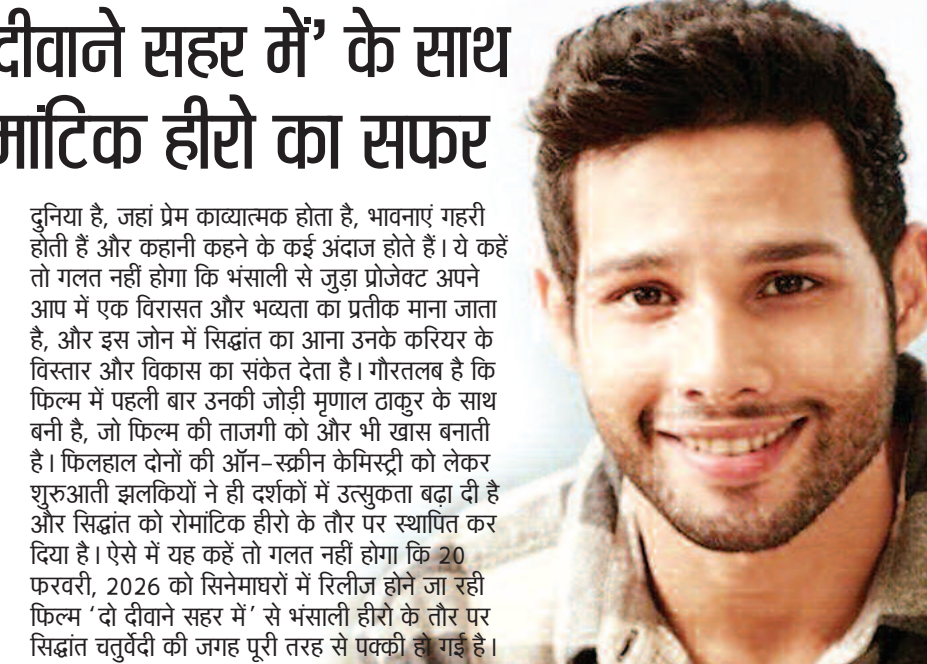 दीवाने सहर में’ के साथ
मांटिक हीरो का सफर
दुनिया है, जहां प्रेम काव्यात्मक होता है, भावनाएं गहरी
होती हैं और कहानी कहने के कई अंदाज होते हैं। ये कहें
तो गलत नहीं होगा कि भंसाली से जुड़ा प्रोजेक्ट अपने
आप में एक विरासत और भव्यता का प्रतीक माना जाता
है, और इस जोन में सिद्धांत का आना उनके करियर के
विस्तार और विकास का संकेत देता है। गौरतलब है कि
फिल्म में पहली बार उनकी जोड़ी मृणाल ठाकुर के साथ
बनी है, जो फिल्म की ताजगी को और भी खास बनाती
है। फिलहाल दोनों की ऑन-स्क्रीन केमिस्ट्री को लेकर
शुरुआती झलकियों ने ही दर्शकों में उत्सुकता बढ़ा दी है
और सिद्धांत को रोमांटिक हीरो के तौर पर स्थापित कर
दिया है। ऐसे में यह कहें तो गलत नहीं होगा कि 20
फरवरी, 2026 को सिनेमाघरों में रिलीज होने जा रही
फिल्म ‘दो दीवाने सहर में’ से भंसाली हीरो के तौर पर
सिद्धांत चतुर्वेदी की जगह पूरी तरह से पक्की हो गई है।